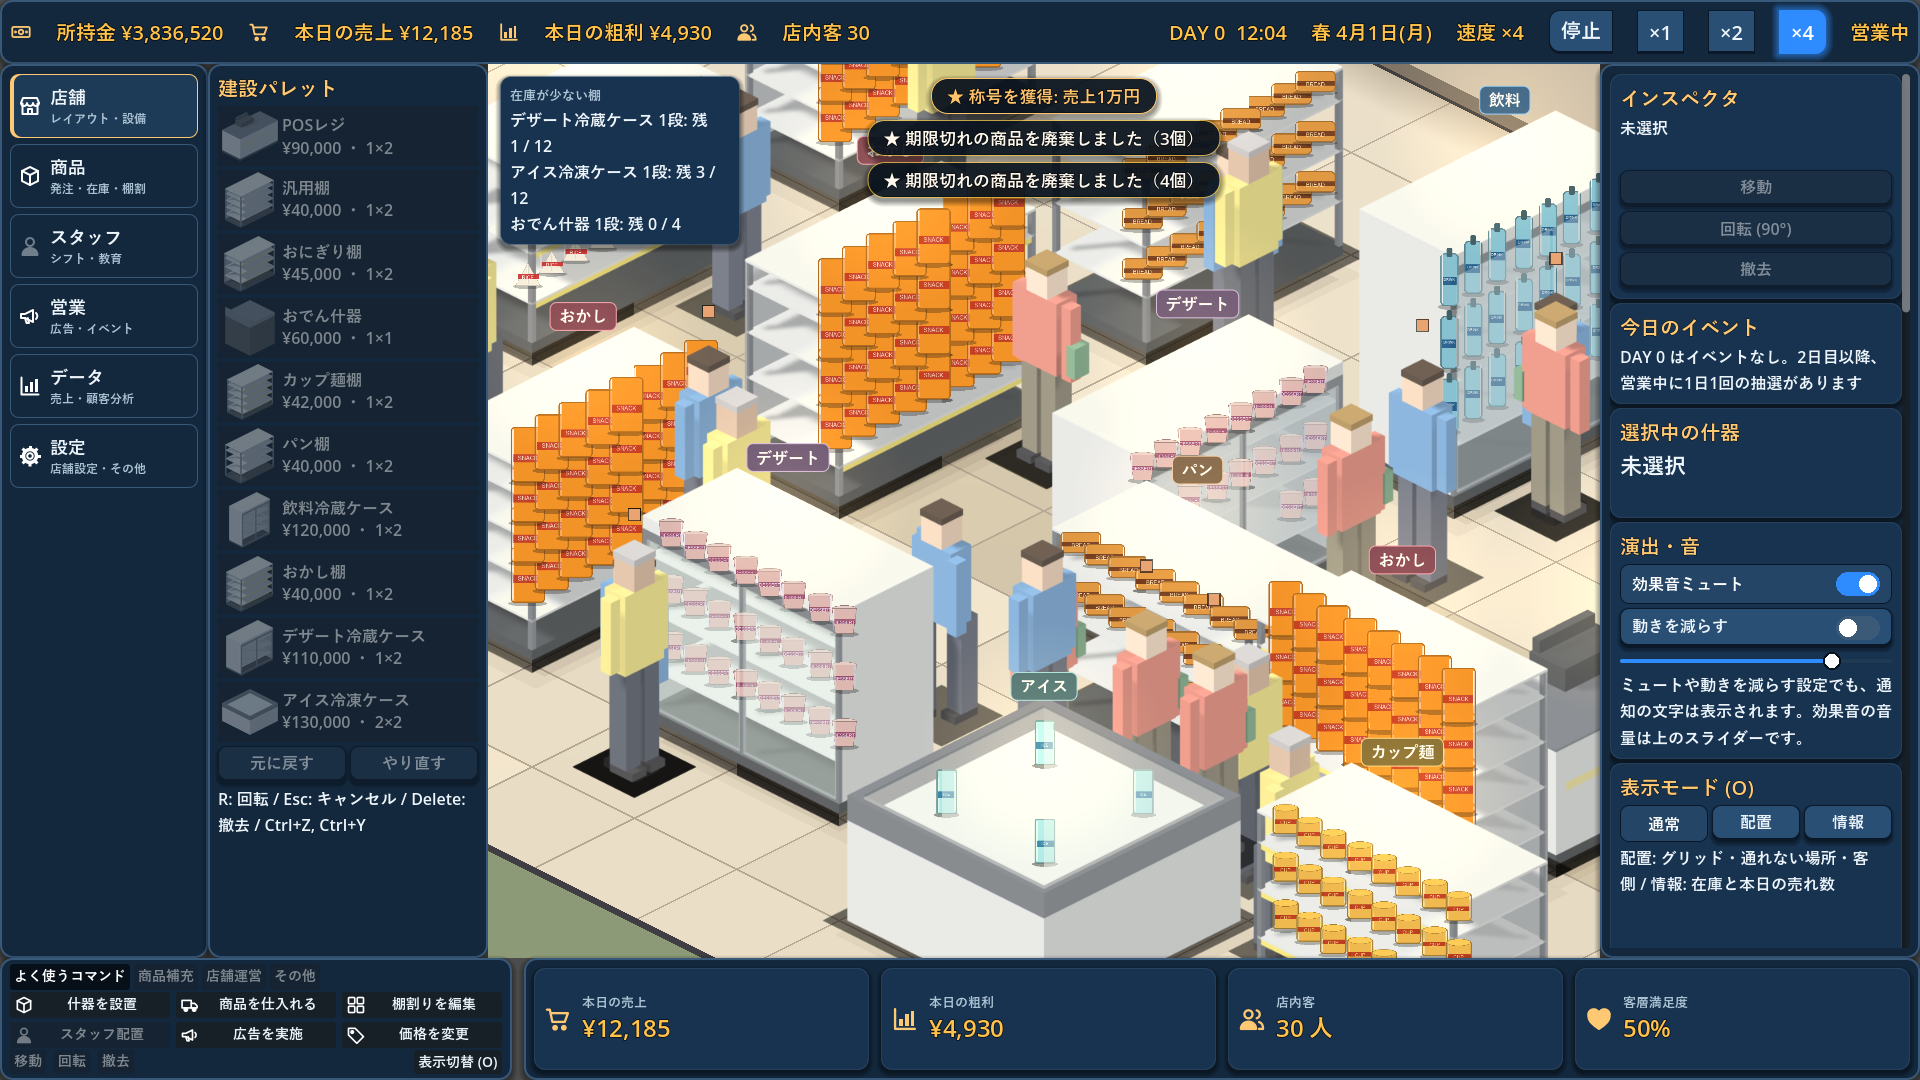 所持金 ¥3,836,520
本日の売上 ¥12,185
本日の粗利 ¥4,930
店内客 30
DAY 0 12:04
春 4月1日(月)
速度 ×4
停止
×1
×2
×4
営業中
店舗
レイアウト・設備
商品
発注・在庫・棚割
スタッフ
シフト・教育
営業
広告・イベント
データ
売上・顧客分析
設定
店舗設定・その他
建設パレット
POSレジ
¥90,000 ・ 1×2
汎用棚
¥40,000 ・ 1×2
おにぎり棚
¥45,000 ・ 1×2
おでん什器
¥60,000 ・ 1×1
カップ麺棚
¥42,000 ・ 1×2
パン棚
¥40,000 ・ 1×2
飲料冷蔵ケース
¥120,000 ・ 1×2
おかし棚
¥40,000 ・ 1×2
デザート冷蔵ケース
¥110,000 ・ 1×2
アイス冷凍ケース
¥130,000 ・ 2×2
元に戻す
やり直す
R: 回転 / Esc: キャンセル / Delete:
撤去 / Ctrl+Z, Ctrl+Y
在庫が少ない棚
デザート冷蔵ケース 1段: 残
1 / 12
アイス冷凍ケース 1段: 残 3 /
12
おでん什器 1段: 残 0 / 4
★ 称号を獲得: 売上1万円
★ 期限切れの商品を廃棄しました（3個）
★ 期限切れの商品を廃棄しました（4個）
飲料
おかし
デザート
デザート
パン
おかし
アイス
カップ麺
インスペクタ
未選択
移動
回転 (90°)
撤去
今日のイベント
DAY 0 はイベントなし。2日目以降、
営業中に1日1回の抽選があります
選択中の什器
未選択
演出・音
効果音ミュート
動きを減らす
ミュートや動きを減らす設定でも、通
知の文字は表示されます。効果音の音
量は上のスライダーです。
表示モード (O)
通常
配置
情報
配置: グリッド・通れない場所・客
側 / 情報: 在庫と本日の売れ数
よく使うコマンド
商品補充
店舗運営
その他
什器を設置
商品を仕入れる
棚割りを編集
スタッフ配置
広告を実施
価格を変更
移動
回転
撤去
表示切替 (O)
本日の売上
¥12,185
本日の粗利
¥4,930
店内客
30 人
客層満足度
50%